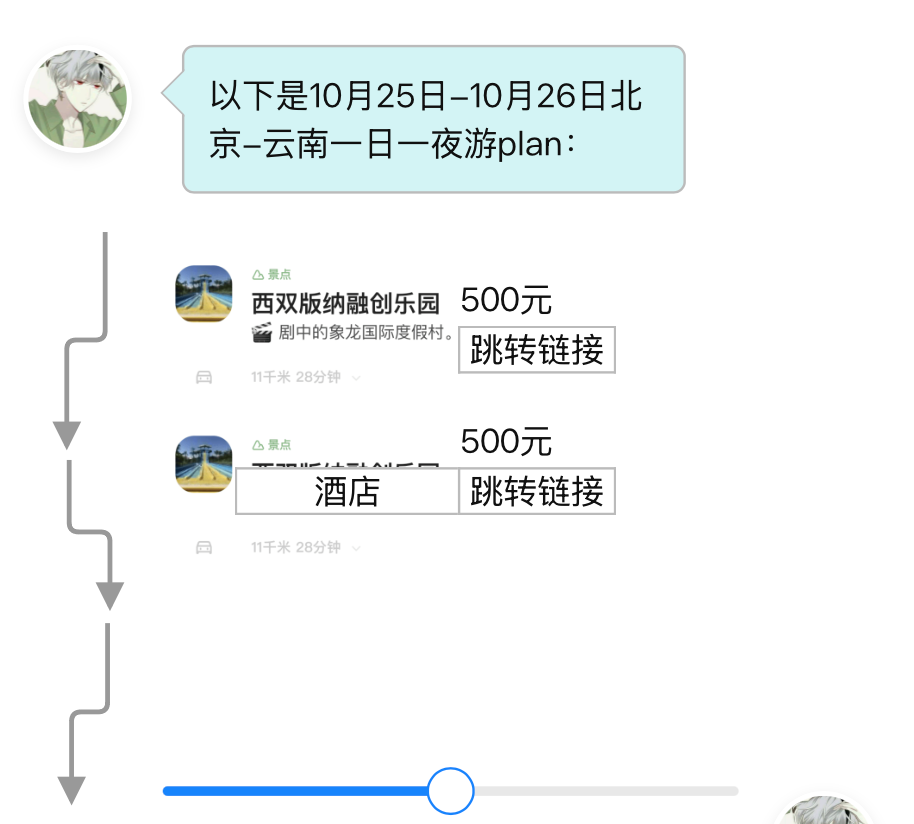 以下是10月25日-10月26日北
京-云南一日一夜游plan：
景点
西双版纳融创乐园
500元
剧中的象龙国际度假村。
跳转链接
11千米 28分钟
景点
500元
酒店
跳转链接
11千米 28分钟